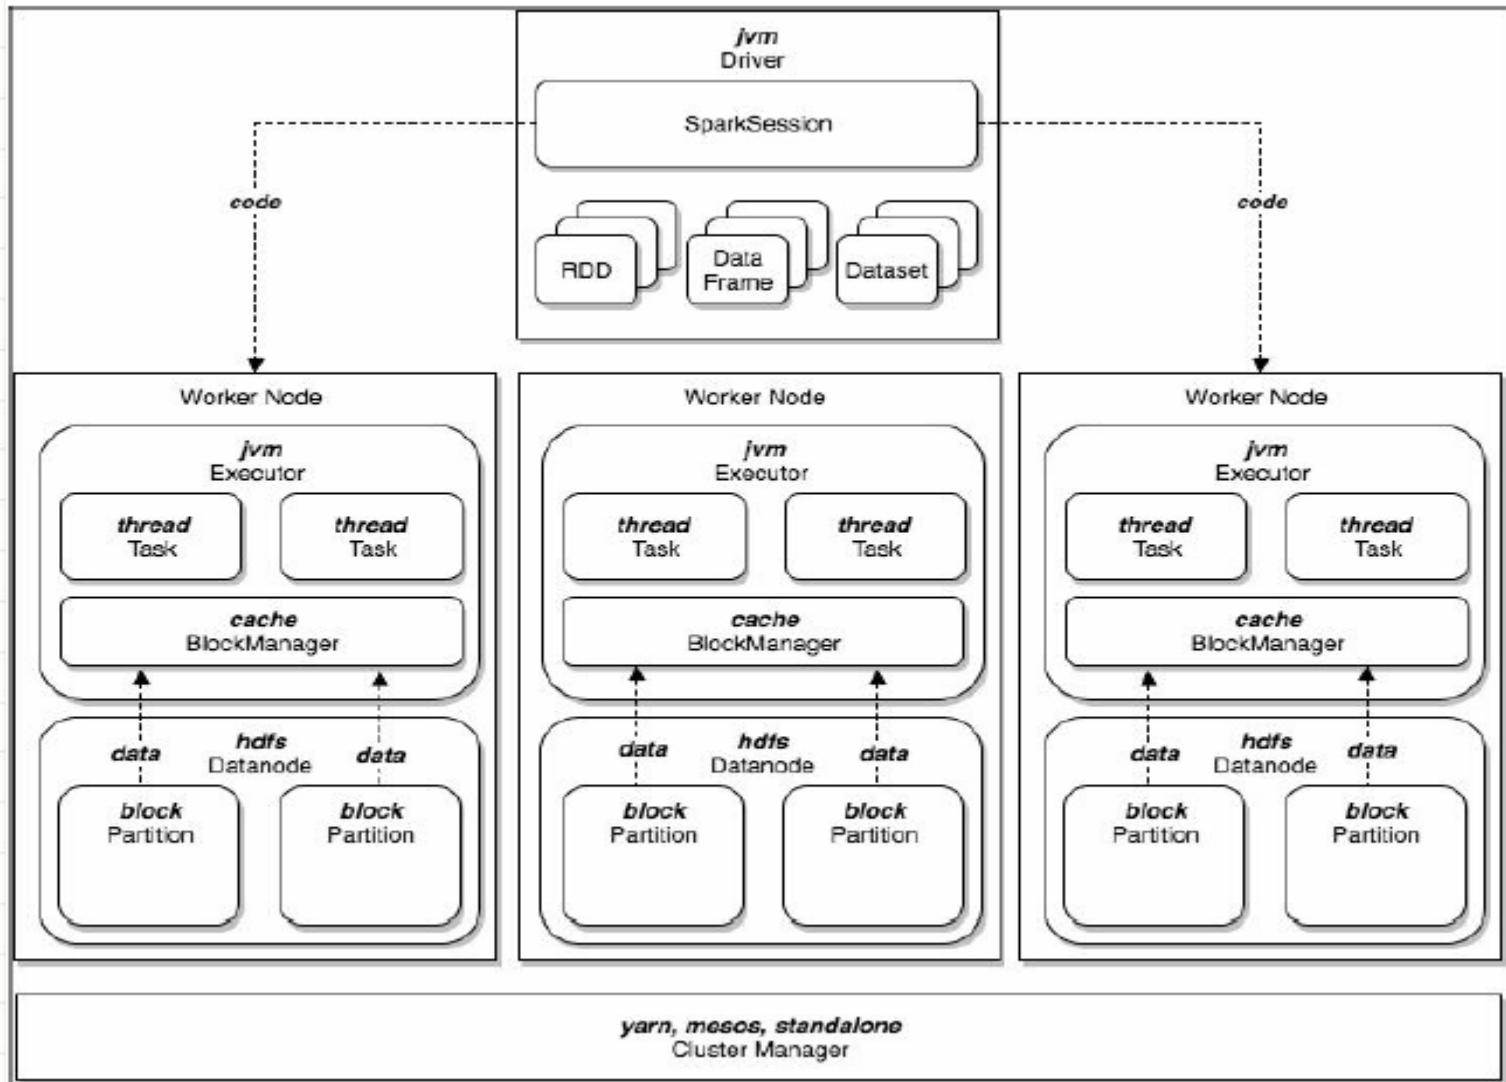 jvm
Driver
SparkSession
code
code
RDD
Data
Frame
Dataset
Worker Node
jvm
Executor
thread
Task
thread
Task
cache
BlockManager
data
hdfs
Datanode
data
block
Partition
block
Partition
Worker Node
jvm
Executor
thread
Task
thread
Task
cache
BlockManager
data
hdfs
Datanode
data
block
Partition
block
Partition
Worker Node
jvm
Executor
thread
Task
thread
Task
cache
BlockManager
data
hdfs
Datanode
data
block
Partition
block
Partition
yarn, mesos, standalone
Cluster Manager